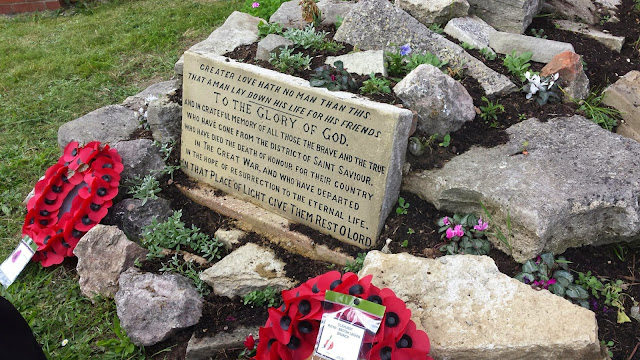 GREATER LOVE HATH NO MAN THAN THIS
THAT A MAN LAY DOWN HIS LIFE FOR HIS FRIENDS
TO THE GLORY OF GOD.
AND IN GRATEFUL MEMORY OF ALL THOSE THE BRAVE AND THE TRUE
WHO HAVE COME FROM THE DISTRICT OF SAINT SAVIOUR.
WHO HAVE DIED THE DEATH OF HONOUR FOR THEIR COUNTRY
IN THE GREAT WAR, AND WHO HAVE DEPARTED
IN THE HOPE OF RESURRECTION TO THE ETERNAL LIFE,
THAT PLACE OF LIGHT GIVE THEM REST O LORD